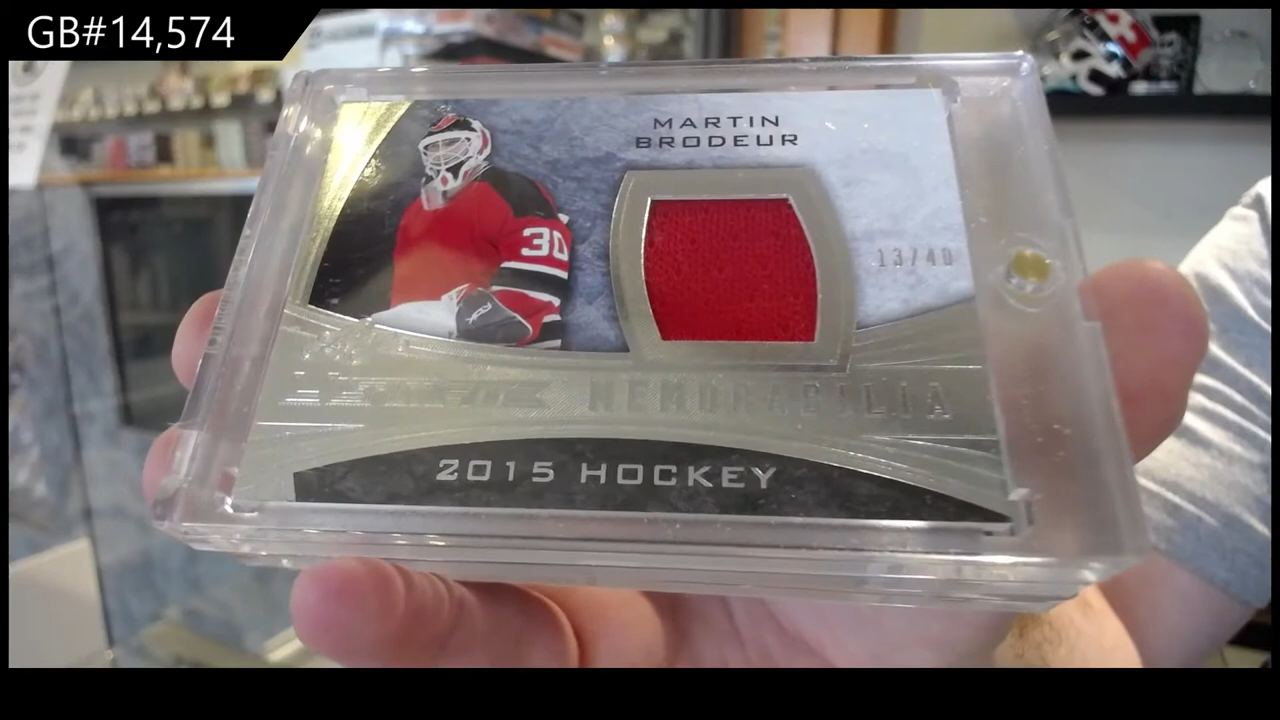 GB#14,574
MARTIN
BRODEUR
30
13/40
MEMORABILIA
2015 HOCKEY